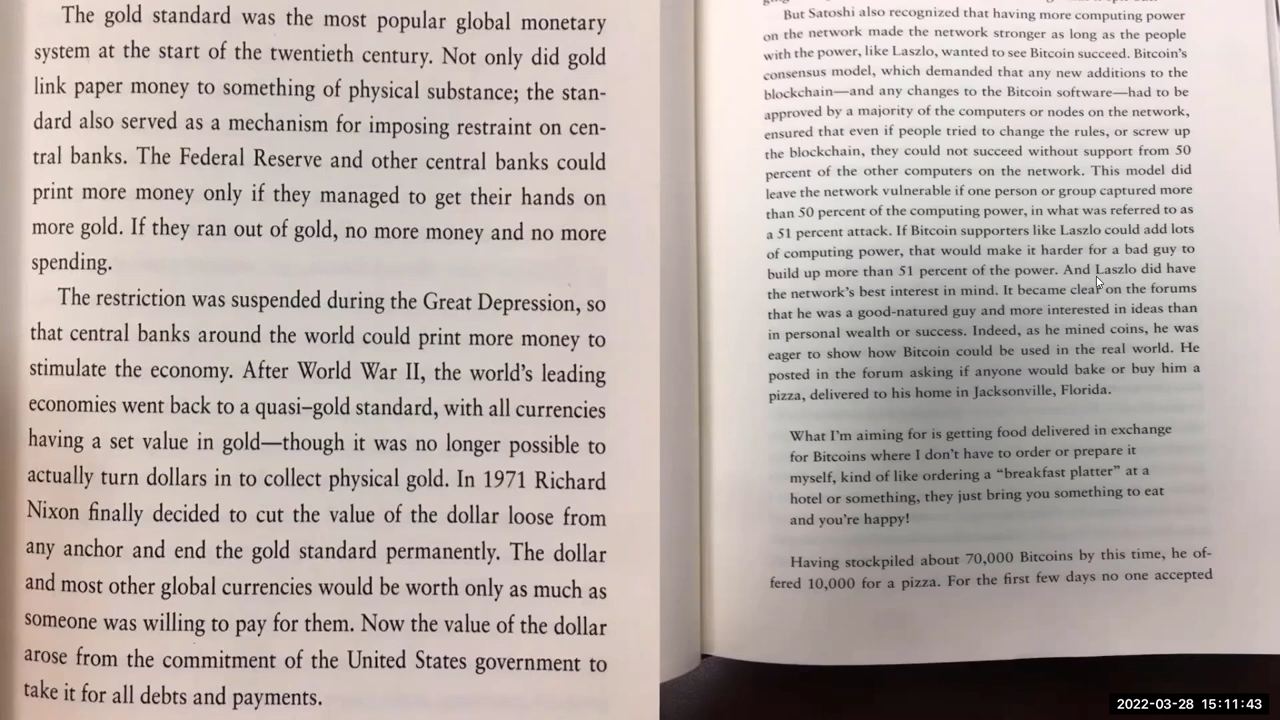 The gold standard was the most popular global monetary
system at the start of the twentieth century. Not only did gold
link paper money to something of physical substance; the stan-
dard also served as a mechanism for imposing restraint on cen-
tral banks. The Federal Reserve and other central banks could
print more money only if they managed to get their hands on
more gold. If they ran out of gold, no more money and no more
spending.
The restriction was suspended during the Great Depression, so
that central banks around the world could print more money to
stimulate the economy. After World War II, the world's leading
economies went back to a quasi–gold standard, with all currencies
having a set value in gold—though it was no longer possible to
actually turn dollars in to collect physical gold. In 1971 Richard
Nixon finally decided to cut the value of the dollar loose from
any anchor and end the gold standard permanently. The dollar
and most other global currencies would be worth only as much as
someone was willing to pay for them. Now the value of the dollar
arose from the commitment of the United States government to
take it for all debts and payments.
But Satoshi also recognized that having more computing power
on the network made the network stronger as long as the people
with the power, like Laszlo, wanted to see Bitcoin succeed. Bitcoin's
consensus model, which demanded that any new additions to the
blockchain—and any changes to the Bitcoin software—had to be
approved by a majority of the computers or nodes on the network,
ensured that even if people tried to change the rules, or screw up
the blockchain, they could not succeed without support from 50
percent of the other computers on the network. This model did
leave the network vulnerable if one person or group captured more
than 50 percent of the computing power, in what was referred to as
a 51 percent attack. If Bitcoin supporters like Laszlo could add lots
of computing power, that would make it harder for a bad guy to
build up more than 51 percent of the power. And Laszlo did have
the network's best interest in mind. It became clear on the forums
that he was a good-natured guy and more interested in ideas than
in personal wealth or success. Indeed, as he mined coins, he was
eager to show how Bitcoin could be used in the real world. He
posted in the forum asking if anyone would bake or buy him a
pizza, delivered to his home in Jacksonville, Florida.
What I'm aiming for is getting food delivered in exchange
for Bitcoins where I don't have to order or prepare it
myself, kind of like ordering a "breakfast platter" at a
hotel or something, they just bring you something to eat
and you're happy!
Having stockpiled about 70,000 Bitcoins by this time, he of-
fered 10,000 for a pizza. For the first few days no one accepted
2022-03-28 15:11:43